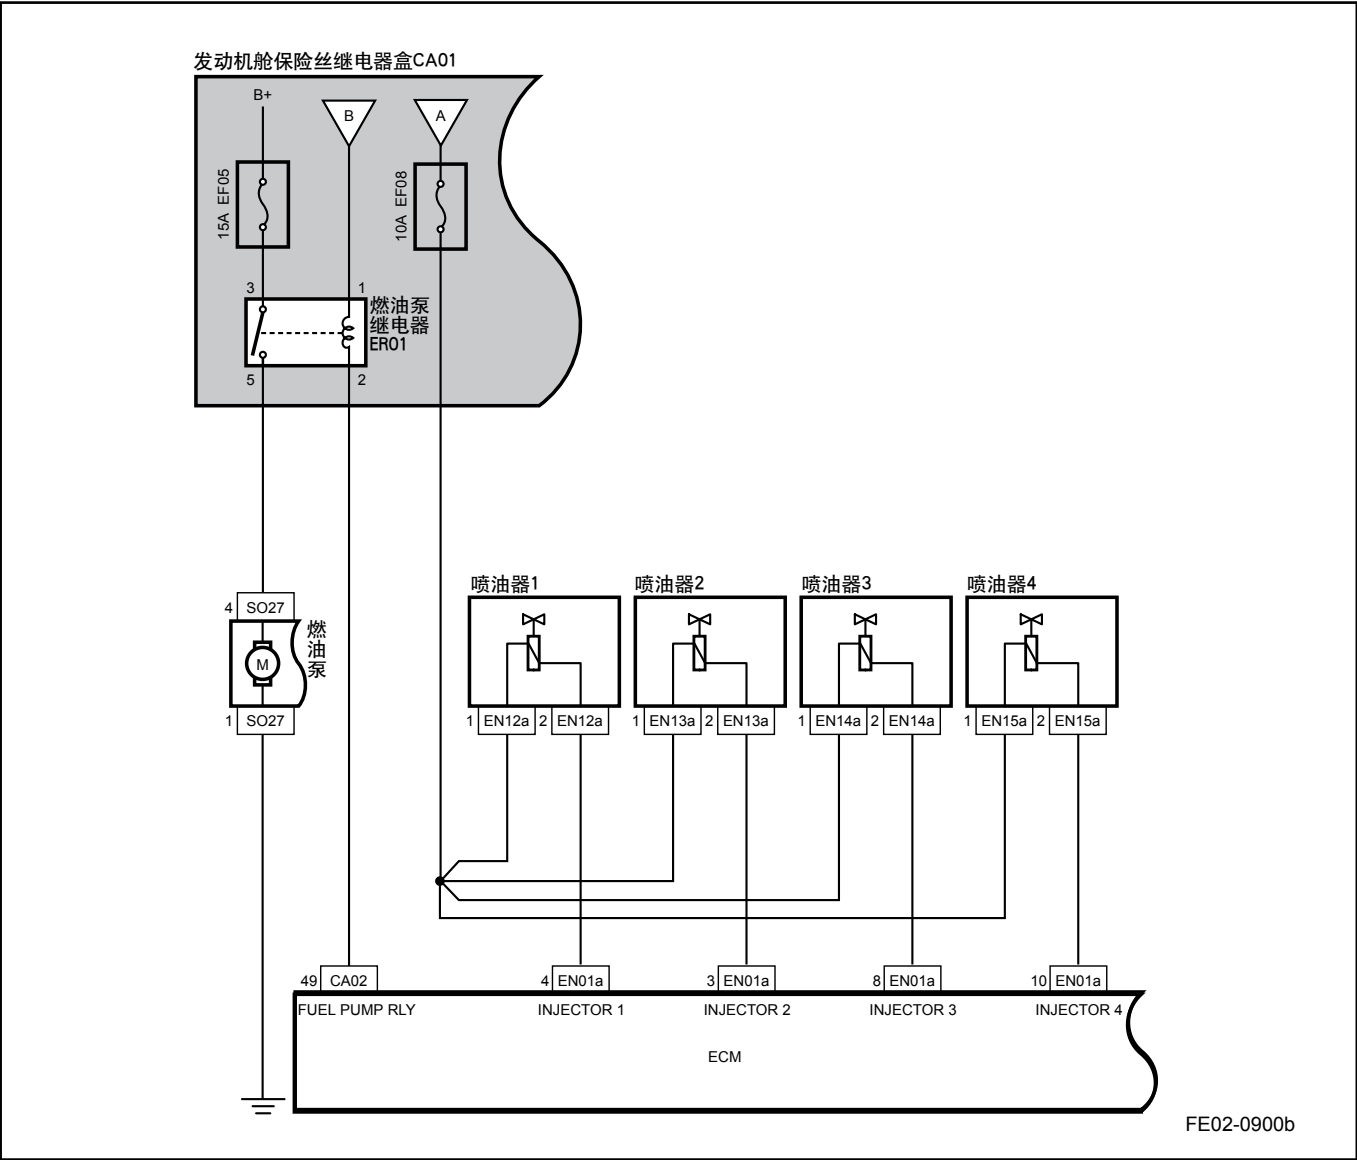 发动机舱保险丝继电器盒CA01
B+
B
A
15A EF05
10A EF08
3
1
燃油泵
继电器
ER01
5
2
喷油器1
喷油器2
喷油器3
喷油器4
4 SO27
燃油泵
M
1 SO27
1 EN12a 2 EN12a
1 EN13a 2 EN13a
1 EN14a 2 EN14a
1 EN15a 2 EN15a
49 CA02
4 EN01a
3 EN01a
8 EN01a
10 EN01a
FUEL PUMP RLY
INJECTOR 1
INJECTOR 2
INJECTOR 3
INJECTOR 4
ECM
FE02-0900b